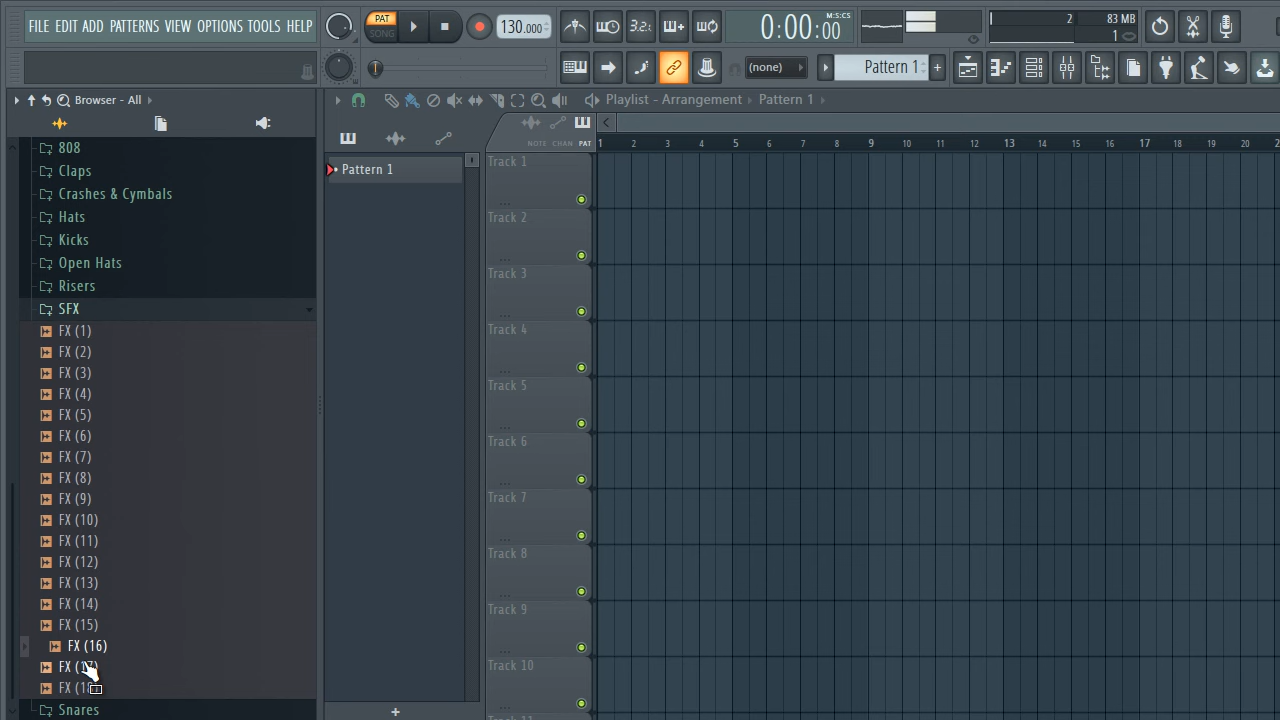 FILE EDIT ADD PATTERNS VIEW OPTIONS TOOLS HELP
PAT
SONG
130.000
3.2.
M:S:CS
0:00:00
2
83 MB
1
(none)
Pattern 1
Browser - All
Playlist - Arrangement
Pattern 1
NOTE CHAN PAT
1 2 3 4 5 6 7 8 9 10 11 12 13 14 15 16 17 18 19 20
808
Claps
Crashes & Cymbals
Hats
Kicks
Open Hats
Risers
SFX
FX (1)
FX (2)
FX (3)
FX (4)
FX (5)
FX (6)
FX (7)
FX (8)
FX (9)
FX (10)
FX (11)
FX (12)
FX (13)
FX (14)
FX (15)
FX (16)
FX (17)
FX (18)
Snares
Pattern 1
Track 1
Track 2
Track 3
Track 4
Track 5
Track 6
Track 7
Track 8
Track 9
Track 10